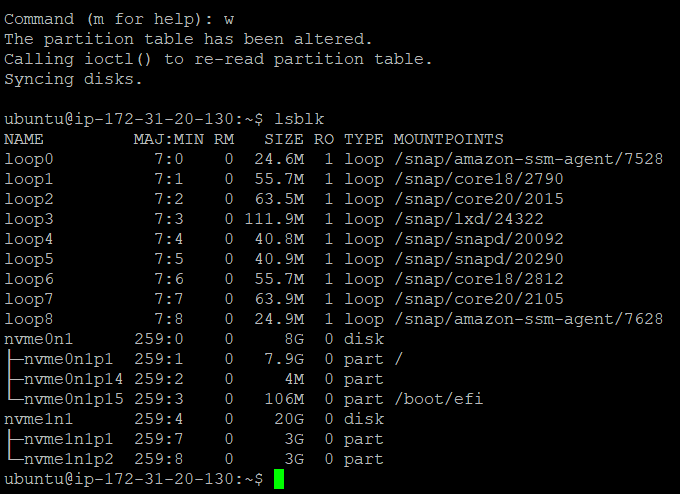 Command (m for help): w
The partition table has been altered.
Calling ioctl() to re-read partition table.
Syncing disks.

ubuntu@ip-172-31-20-130:~$ lsblk
NAME         MAJ:MIN RM   SIZE RO TYPE MOUNTPOINTS
loop0          7:0    0  24.6M  1 loop /snap/amazon-ssm-agent/7528
loop1          7:1    0  55.7M  1 loop /snap/core18/2790
loop2          7:2    0  63.5M  1 loop /snap/core20/2015
loop3          7:3    0 111.9M  1 loop /snap/lxd/24322
loop4          7:4    0  40.8M  1 loop /snap/snapd/20092
loop5          7:5    0  40.9M  1 loop /snap/snapd/20290
loop6          7:6    0  55.7M  1 loop /snap/core18/2812
loop7          7:7    0  63.9M  1 loop /snap/core20/2105
loop8          7:8    0  24.9M  1 loop /snap/amazon-ssm-agent/7628
nvme0n1      259:0    0     8G  0 disk
├─nvme0n1p1  259:1    0   7.9G  0 part /
├─nvme0n1p14 259:2    0     4M  0 part
└─nvme0n1p15 259:3    0   106M  0 part /boot/efi
nvme1n1      259:4    0    20G  0 disk
├─nvme1n1p1  259:7    0     3G  0 part
└─nvme1n1p2  259:8    0     3G  0 part
ubuntu@ip-172-31-20-130:~$